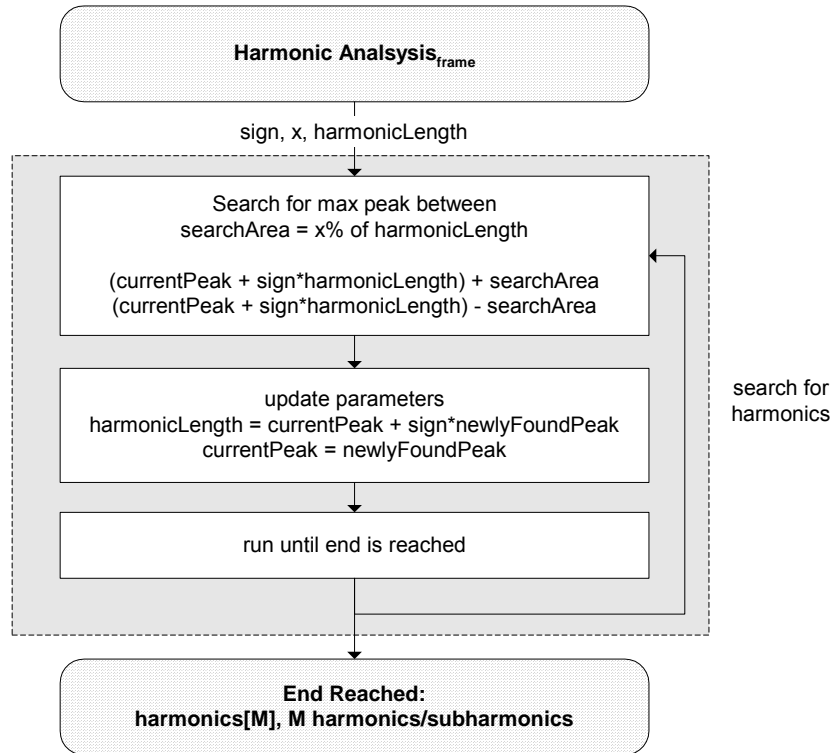 Harmonic Analsysis_frame
sign, x, harmonicLength
Search for max peak between
searchArea = x% of harmonicLength
(currentPeak + sign*harmonicLength) + searchArea
(currentPeak + sign*harmonicLength) - searchArea
update parameters
harmonicLength = currentPeak + sign*newlyFoundPeak
currentPeak = newlyFoundPeak
run until end is reached
search for
harmonics
End Reached:
harmonics[M], M harmonics/subharmonics